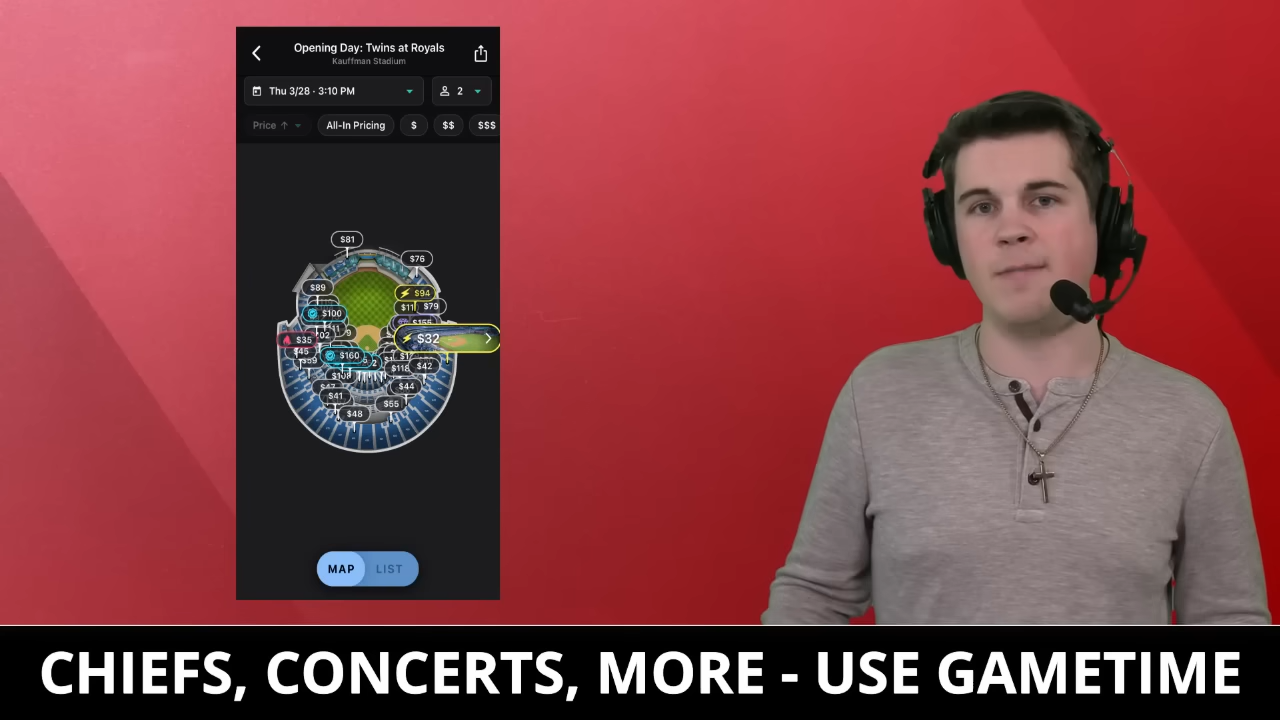 Opening Day: Twins at Royals
Kauffman Stadium
Thu 3/28 · 3:10 PM
2
Price ↑
All-In Pricing
$
$$
$$$
$81
$76
$89
$94
$79
$100
$32
$35
$160
$42
$118
$44
$41
$55
$48
MAP
LIST
CHIEFS, CONCERTS, MORE - USE GAMETIME